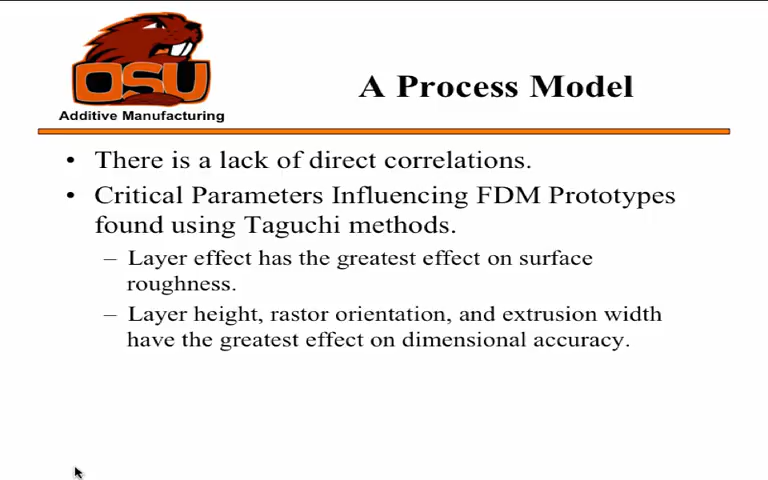 OSU
Additive Manufacturing
A Process Model
• There is a lack of direct correlations.
• Critical Parameters Influencing FDM Prototypes
found using Taguchi methods.
– Layer effect has the greatest effect on surface
roughness.
– Layer height, rastor orientation, and extrusion width
have the greatest effect on dimensional accuracy.